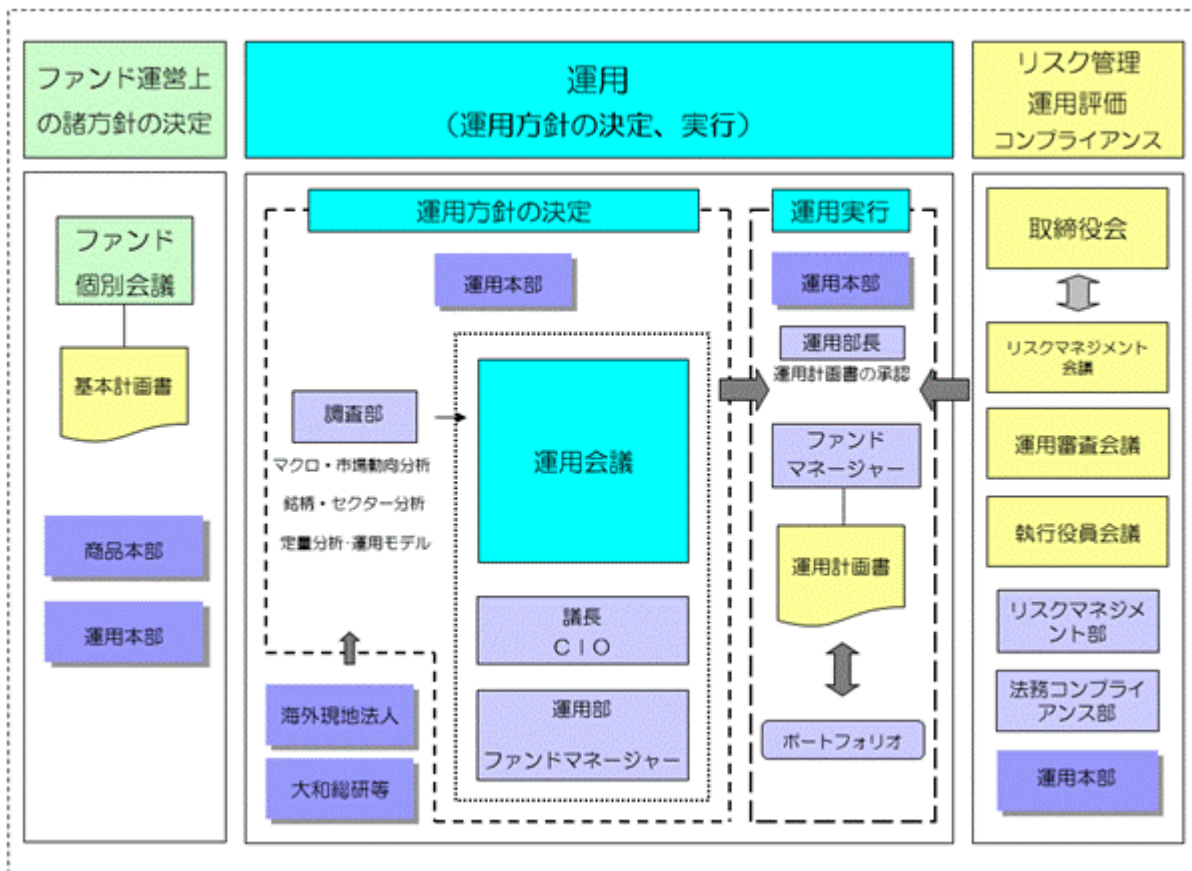 ファンド運営上
の諸方針の決定
運用
（運用方針の決定、実行）
リスク管理
運用評価
コンプライアンス
ファンド
個別会議
基本計画書
商品本部
運用本部
運用方針の決定
運用本部
調査部
マクロ・市場動向分析
銘柄・セクター分析
定量分析・運用モデル
運用会議
議長
ＣＩＯ
運用部
ファンドマネージャー
海外現地法人
大和総研等
運用実行
運用本部
運用部長
運用計画書の承認
ファンド
マネージャー
運用計画書
ポートフォリオ
取締役会
リスクマネジメント
会議
運用審査会議
執行役員会議
リスクマネジメ
ント部
法務コンプライ
アンス部
運用本部